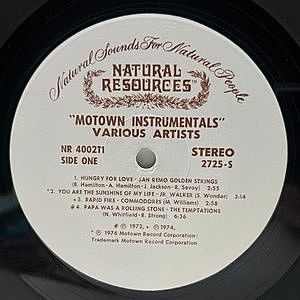 Natural Sounds For Natural People
NATURAL
RESOURCES
"MOTOWN INSTRUMENTALS"
VARIOUS ARTISTS
NR 4002T1
SIDE ONE
STEREO
2725-S
1. HUNGRY FOR LOVE - SAN REMO GOLDEN STRINGS
(B. Hamilton - A. Hamilton - J. Jackson - R. Savoy) 2:55
2. YOU ARE THE SUNSHINE OF MY LIFE - JR. WALKER (S. Wonder) 3:14
+3. RAPID FIRE - COMMODORES (M. Williams) 2:58
#4. PAPA WAS A ROLLING STONE - THE TEMPTATIONS
(N. Whitfield - B. Strong) 6:36
℗ # 1972, + 1974,
℗ * 1976 Motown Record Corporation
Trademark Motown Record Corporation